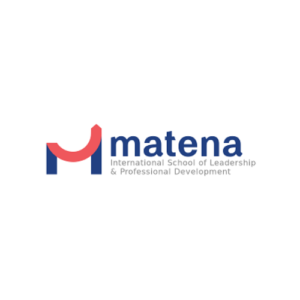 matena
International School of Leadership
& Professional Development